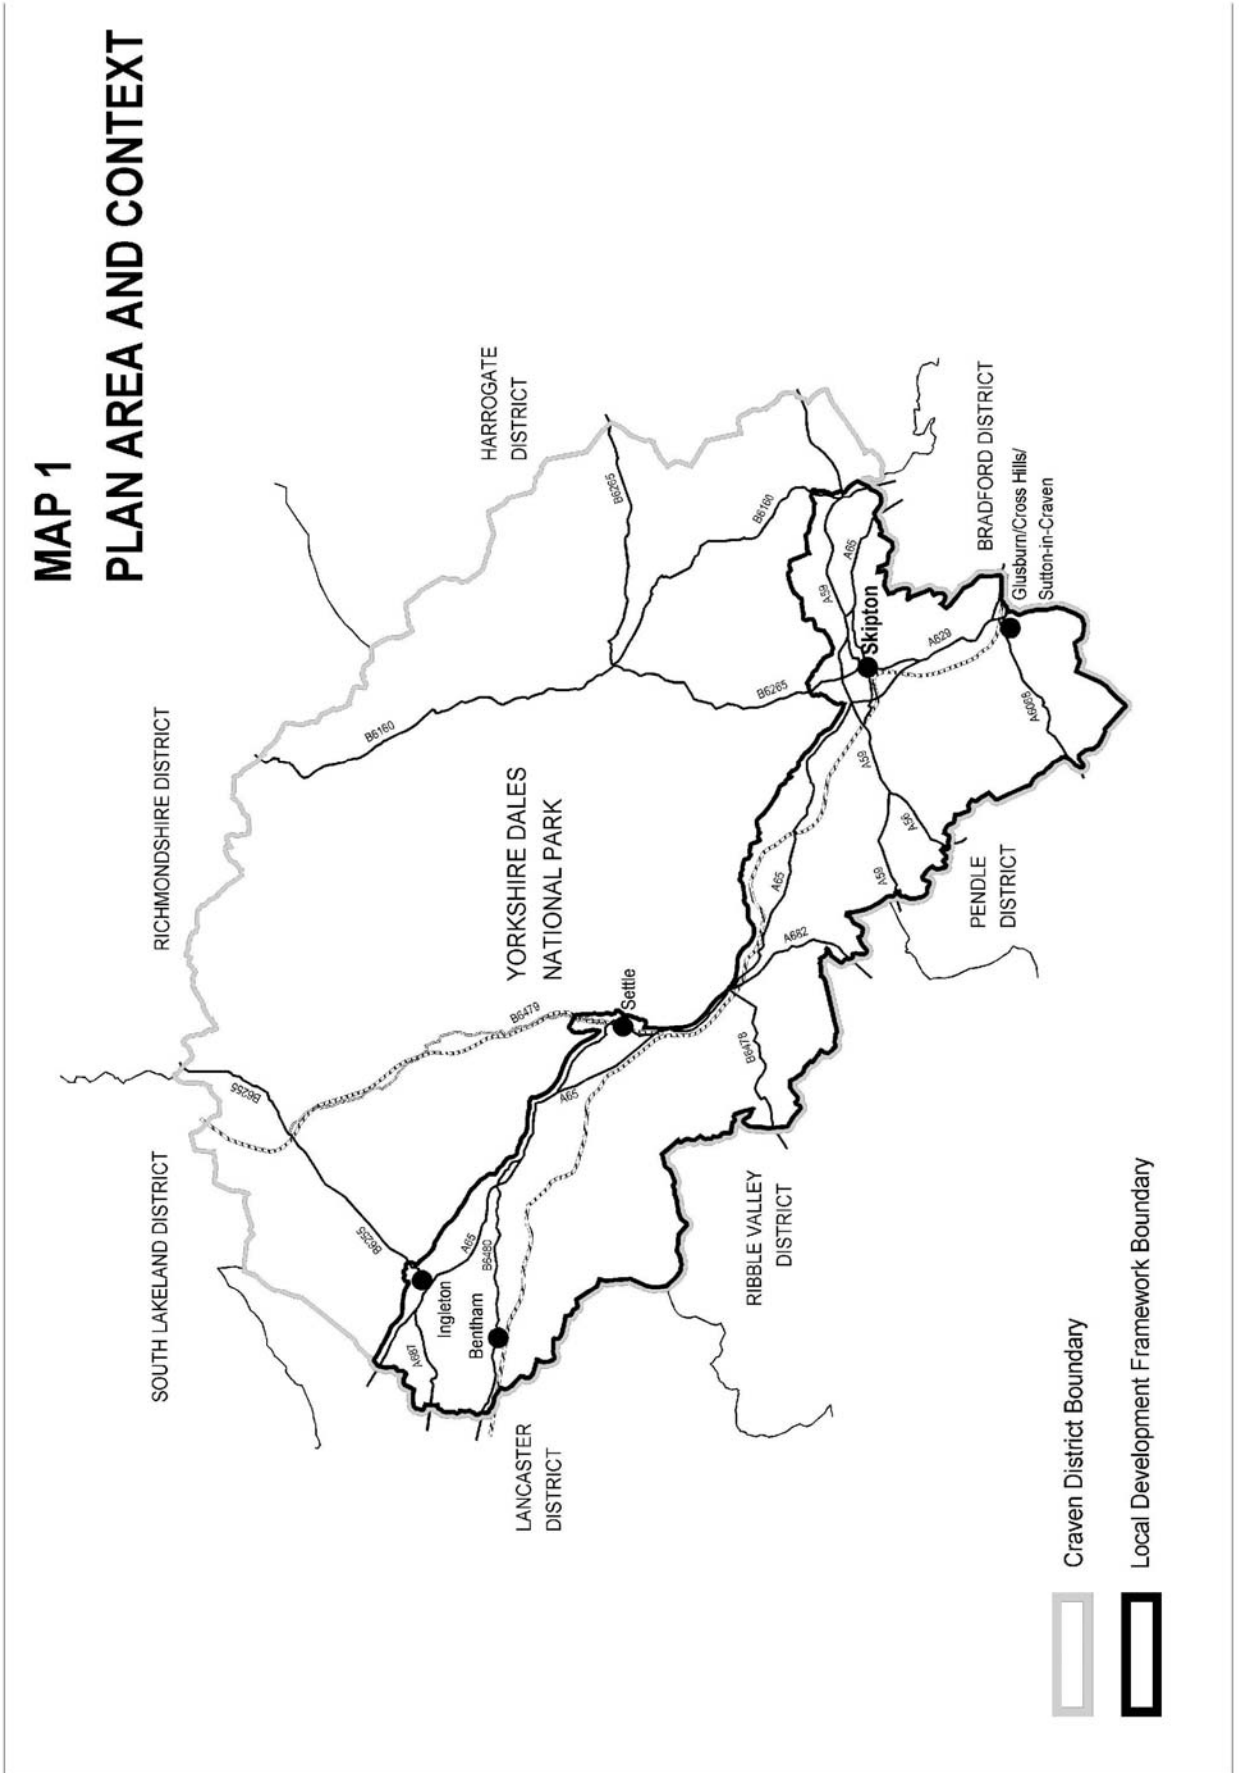 MAP 1
PLAN AREA AND CONTEXT
SOUTH LAKELAND DISTRICT
RICHMONDSHIRE DISTRICT
HARROGATE
DISTRICT
B6255
B6160
B6265
B6255
B6479
YORKSHIRE DALES
NATIONAL PARK
B6160
A687
Ingleton
A65
Settle
B6265
A59
A65
Bentham
B6480
A65
Skipton
LANCASTER
DISTRICT
A65
A59
A629
BRADFORD DISTRICT
B6478
A682
A59
A56
Glusburn/Cross Hills/
Sutton-in-Craven
A6068
RIBBLE VALLEY
DISTRICT
PENDLE
DISTRICT
Craven District Boundary
Local Development Framework Boundary